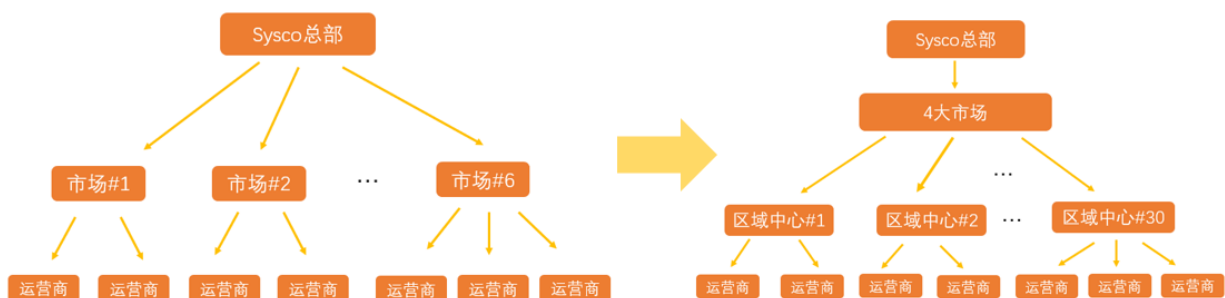 Sysco总部
市场#1
市场#2
…
市场#6
运营商
运营商
运营商
运营商
运营商
运营商
运营商
Sysco总部
4大市场
…
区域中心#1
区域中心#2
…
区域中心#30
运营商
运营商
运营商
运营商
运营商
运营商
运营商